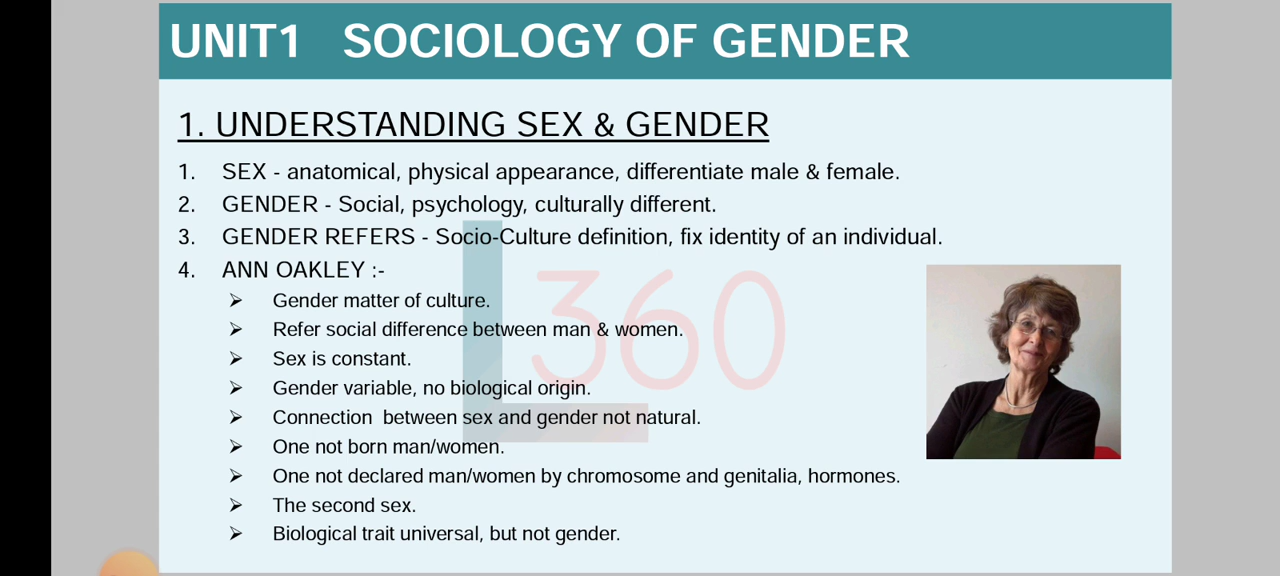 UNIT1 SOCIOLOGY OF GENDER
1. UNDERSTANDING SEX & GENDER
1. SEX - anatomical, physical appearance, differentiate male & female.
2. GENDER - Social, psychology, culturally different.
3. GENDER REFERS - Socio-Culture definition, fix identity of an individual.
4. ANN OAKLEY :-
➢ Gender matter of culture.
➢ Refer social difference between man & women.
➢ Sex is constant.
➢ Gender variable, no biological origin.
➢ Connection between sex and gender not natural.
➢ One not born man/women.
➢ One not declared man/women by chromosome and genitalia, hormones.
➢ The second sex.
➢ Biological trait universal, but not gender.
L360